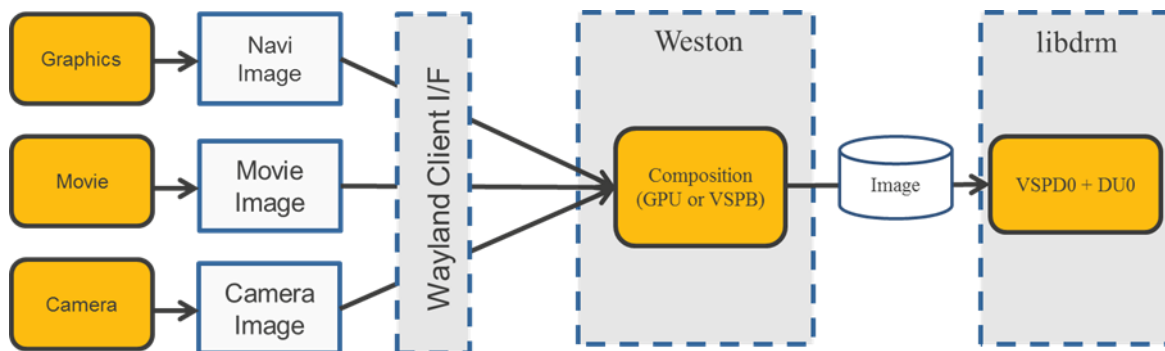 Graphics
Navi
Image
Movie
Movie
Image
Camera
Camera
Image
Wayland Client I/F
Weston
Composition
(GPU or VSPB)
Image
libdrm
VSPD0 + DU0